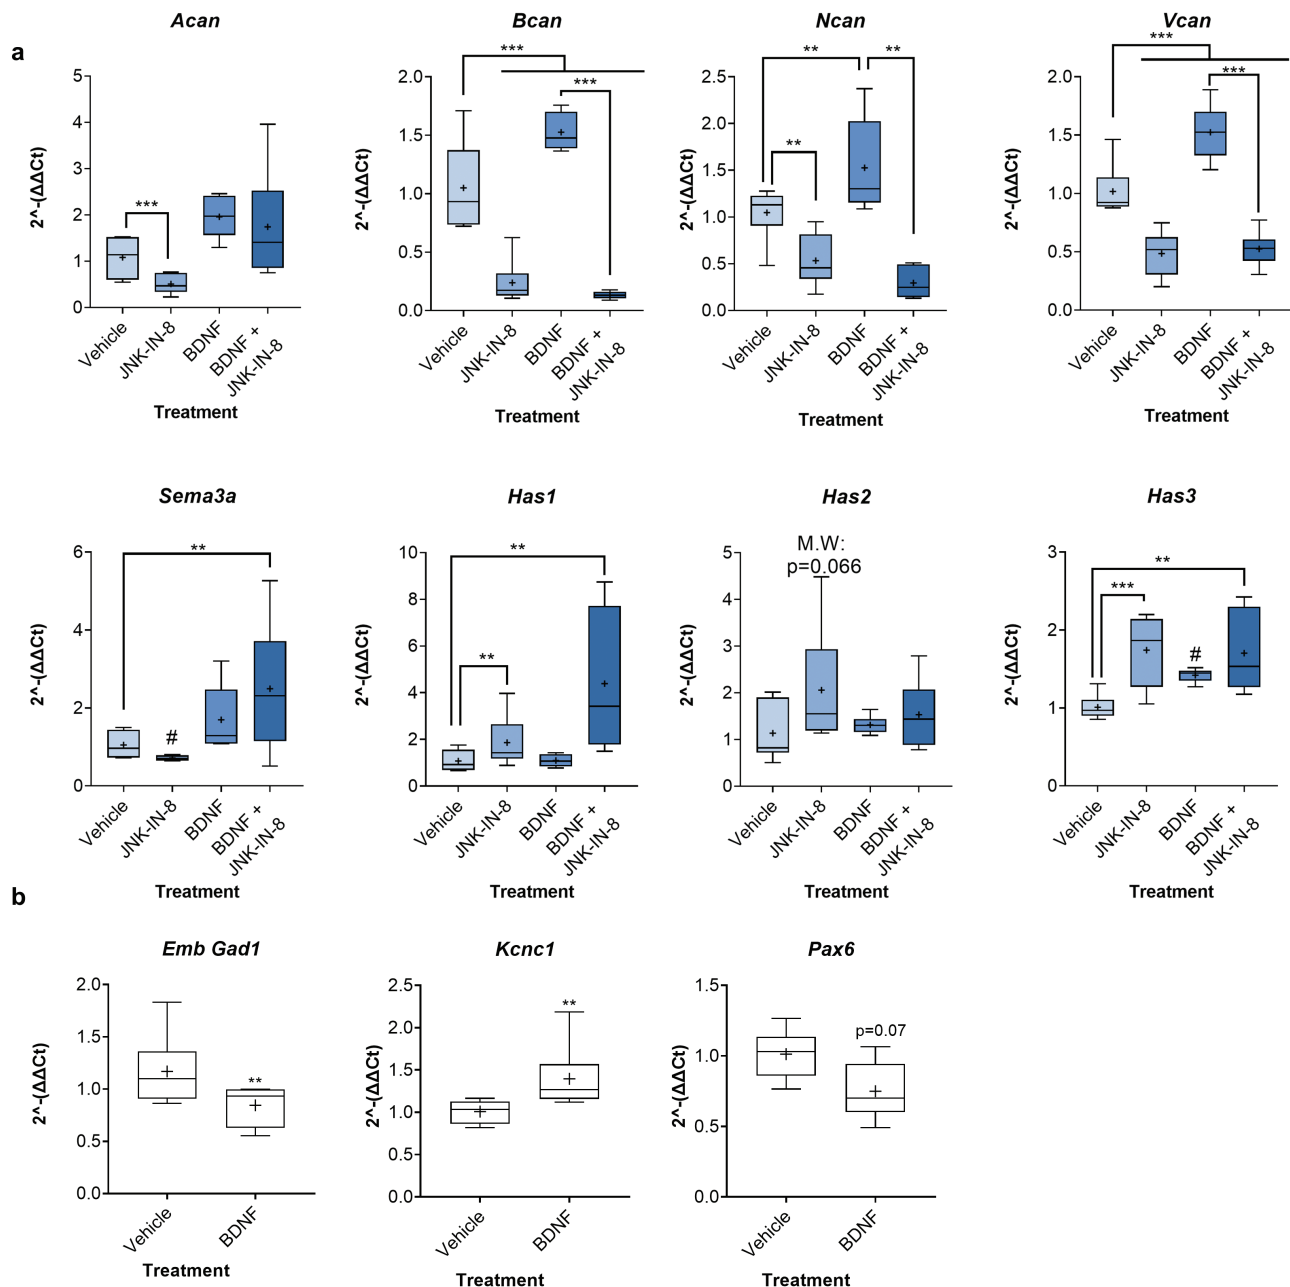 a
Acan
2^-(ΔΔCt)
5
4
3
2
1
0
***
Vehicle
JNK-IN-8
BDNF
BDNF +
JNK-IN-8
Treatment
Bcan
2.0
1.5
1.0
0.5
0.0
***
***
Vehicle
JNK-IN-8
BDNF
BDNF +
JNK-IN-8
Treatment
Ncan
2^-(ΔΔCt)
2.5
2.0
1.5
1.0
0.5
0.0
**
**
**
Vehicle
JNK-IN-8
BDNF
BDNF +
JNK-IN-8
Treatment
Vcan
2^-(ΔΔCt)
2.0
1.5
1.0
0.5
0.0
***
***
Vehicle
JNK-IN-8
BDNF
BDNF +
JNK-IN-8
Treatment
Sema3a
2^-(ΔΔCt)
6
4
2
0
**
#
Vehicle
JNK-IN-8
BDNF
BDNF +
JNK-IN-8
Treatment
Has1
2^-(ΔΔCt)
10
8
6
4
2
0
**
**
Vehicle
JNK-IN-8
BDNF
BDNF +
JNK-IN-8
Treatment
Has2
2^-(ΔΔCt)
5
4
3
2
1
0
M.W:
p=0.066
Vehicle
JNK-IN-8
BDNF
BDNF +
JNK-IN-8
Treatment
Has3
2^-(ΔΔCt)
3
2
1
0
**
***
#
Vehicle
JNK-IN-8
BDNF
BDNF +
JNK-IN-8
Treatment
b
Emb Gad1
2^-(ΔΔCt)
2.0
1.5
1.0
0.5
0.0
**
Vehicle
BDNF
Treatment
Kcnc1
2^-(ΔΔCt)
2.5
2.0
1.5
1.0
0.5
0.0
**
Vehicle
BDNF
Treatment
Pax6
2^-(ΔΔCt)
1.5
1.0
0.5
0.0
p=0.07
Vehicle
BDNF
Treatment